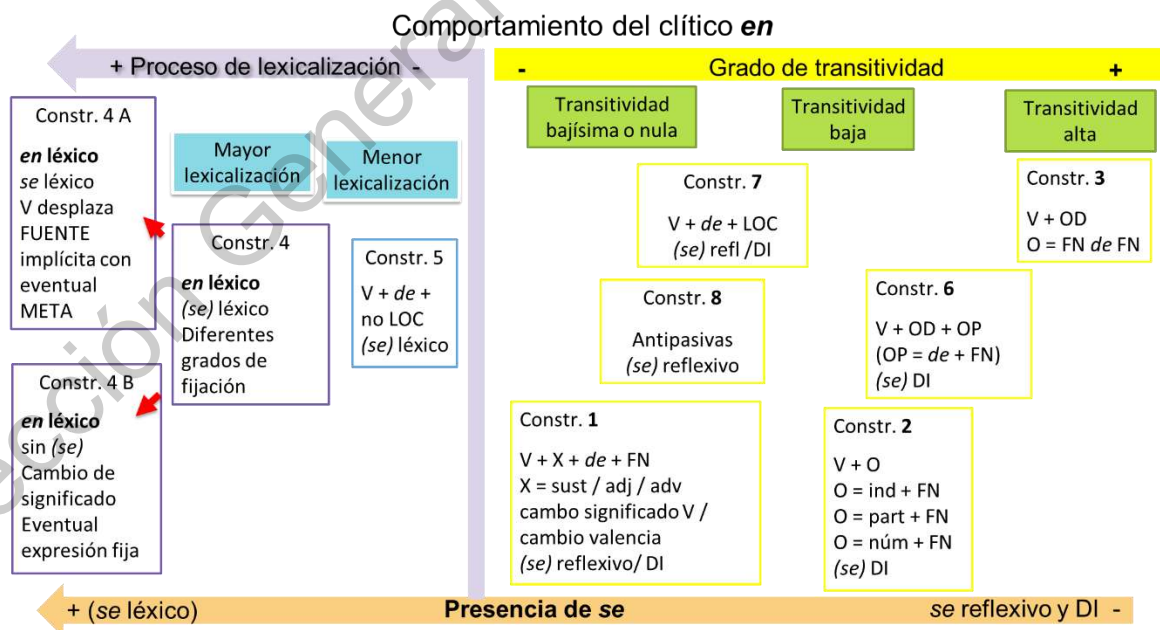 Comportamiento del clítico en
+ Proceso de lexicalización -
- Grado de transitividad +
Constr. 4 A
en léxico
se léxico
V desplaza
FUENTE
implícita con
eventual
META
Mayor
lexicalización
Menor
lexicalización
Constr. 4
en léxico
(se) léxico
Diferentes
grados de
fijación
Constr. 5
V + de +
no LOC
(se) léxico
Constr. 4 B
en léxico
sin (se)
Cambio de
significado
Eventual
expresión fija
Transitividad
bajísima o nula
Transitividad
baja
Transitividad
alta
Constr. 7
V + de + LOC
(se) refl /DI
Constr. 3
V + OD
O = FN de FN
Constr. 8
Antipasivas
(se) reflexivo
Constr. 6
V + OD + OP
(OP = de + FN)
(se) DI
Constr. 1
V + X + de + FN
X = sust / adj / adv
cambo significado V /
cambio valencia
(se) reflexivo/ DI
Constr. 2
V + O
O = ind + FN
O = part + FN
O = núm + FN
(se) DI
+ (se léxico) Presencia de se se reflexivo y DI -
ección General